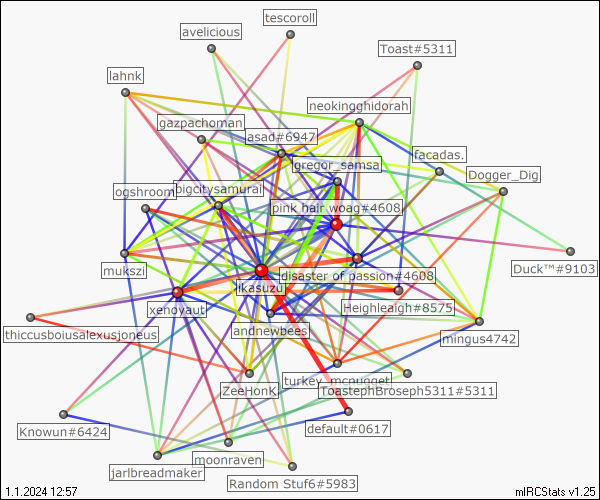 tescoroll
avelicious
Toast#5311
lahnk
neokingghidorah
gazpachoman
asad#6947
gregor_samsa
facadas.
Dogger_Dig
ogshroom
bigcitysamurai
pink hair woag#4608
mukszi
Duck™#9103
disaster of passion#4608
ikasuzu
Heighleaigh#8575
xenovaut
thiccusboiusalexusjoneus
andnewbees
mingus4742
turkey_mcnugget
ZeeHonK
ToastephBroseph5311#5311
Knowun#6424
default#0617
moonraven
jarlbreadmaker
Random Stuf6#5983
1.1.2024 12:57
mIRCStats v1.25